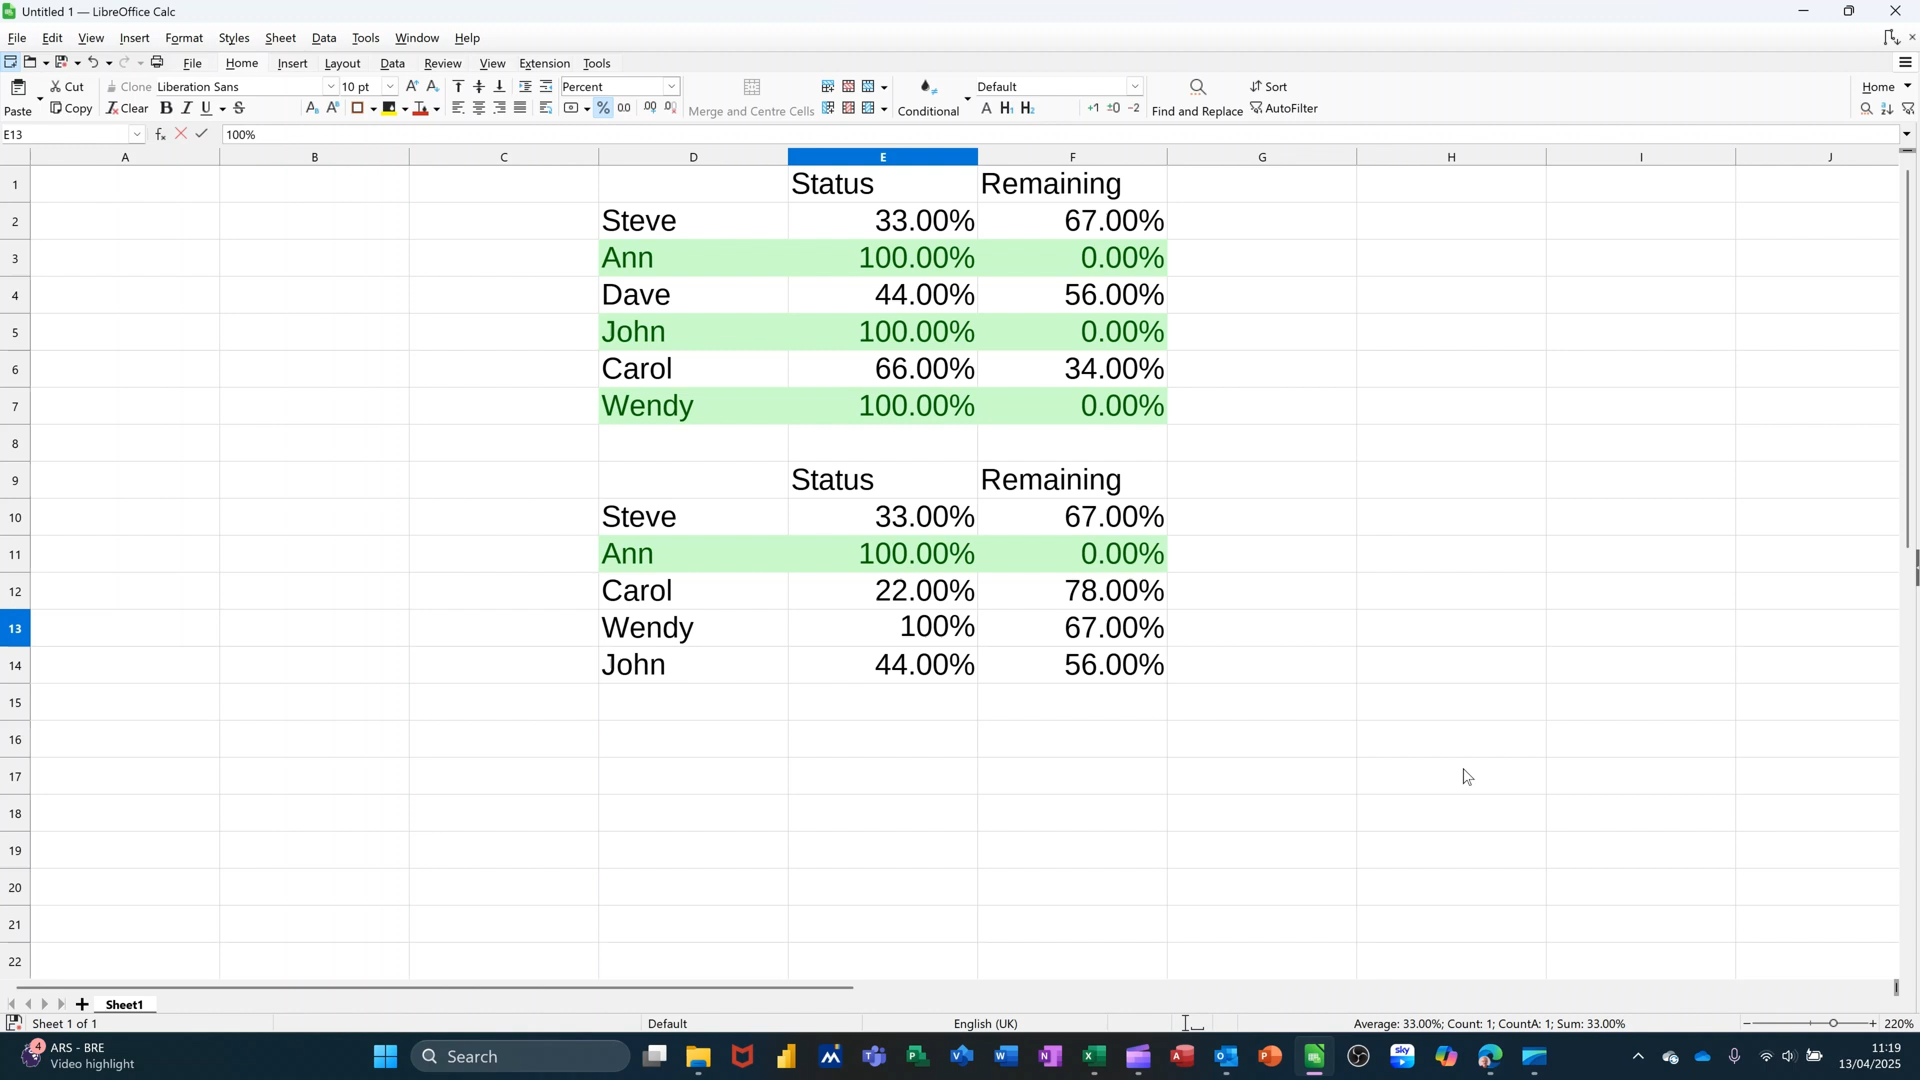 Untitled 1 — LibreOffice Calc
File Edit View Insert Format Styles Sheet Data Tools Window Help
File Home Insert Layout Data Review View Extension Tools
Paste Cut Clone Liberation Sans 10 pt Percent Merge and Centre Cells Conditional Default Find and Replace Sort Home
Copy Clear AutoFilter
E13 100%
A B C D E F G H I J
1 Status Remaining
2 Steve 33.00% 67.00%
3 Ann 100.00% 0.00%
4 Dave 44.00% 56.00%
5 John 100.00% 0.00%
6 Carol 66.00% 34.00%
7 Wendy 100.00% 0.00%
8
9 Status Remaining
10 Steve 33.00% 67.00%
11 Ann 100.00% 0.00%
12 Carol 22.00% 78.00%
13 Wendy 100% 67.00%
14 John 44.00% 56.00%
15
16
17
18
19
20
21
22
Sheet1
Sheet 1 of 1 Default English (UK) Average: 33.00%; Count: 1; CountA: 1; Sum: 33.00% 220%
4 ARS - BRE
Video highlight
Search
sky
11:19
13/04/2025